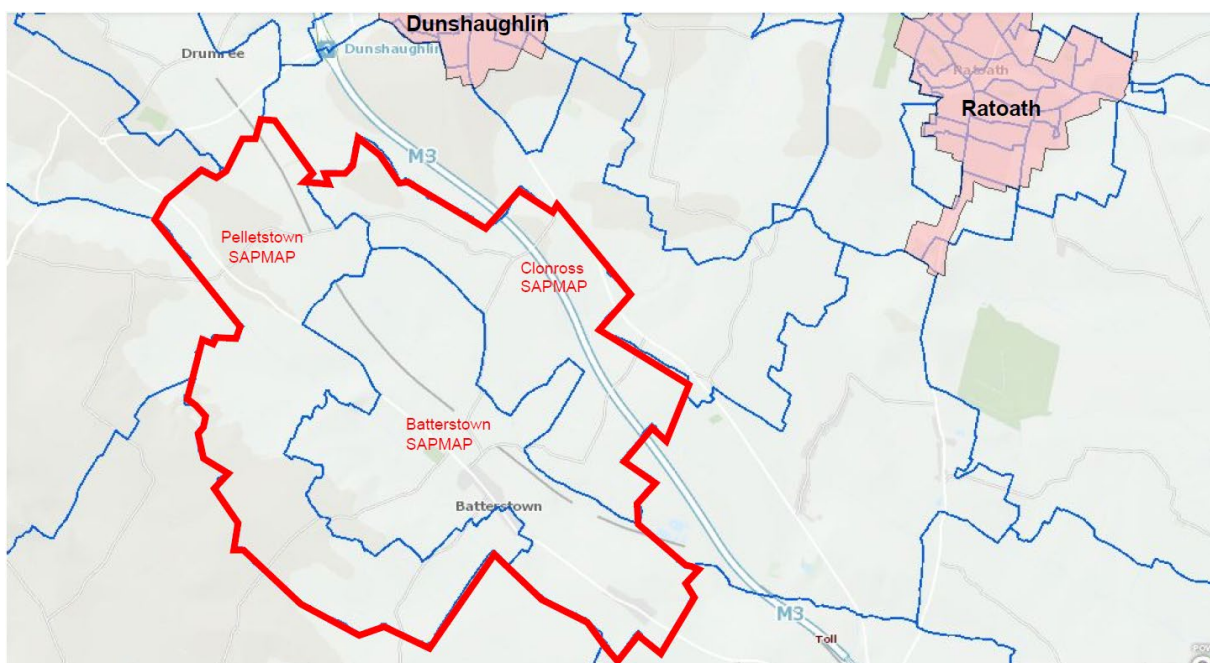 Dunshaughlin
Drumree
Dunshaughlin
Ratoath
Ratoath
M3
Pelletstown
SAPMAP
Clonross
SAPMAP
Batterstown
SAPMAP
Batterstown
M3
Toll